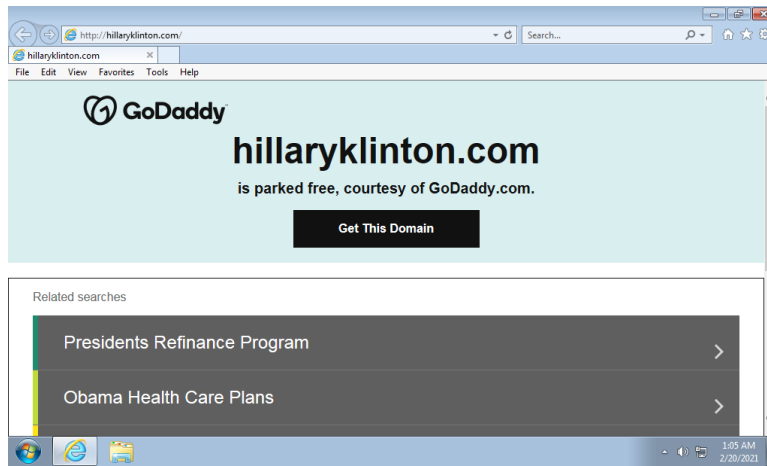 http://hillaryklinton.com/
Search...
hillaryklinton.com
File Edit View Favorites Tools Help
GoDaddy
hillaryklinton.com
is parked free, courtesy of GoDaddy.com.
Get This Domain
Related searches
Presidents Refinance Program
Obama Health Care Plans
1:05 AM
2/20/2021